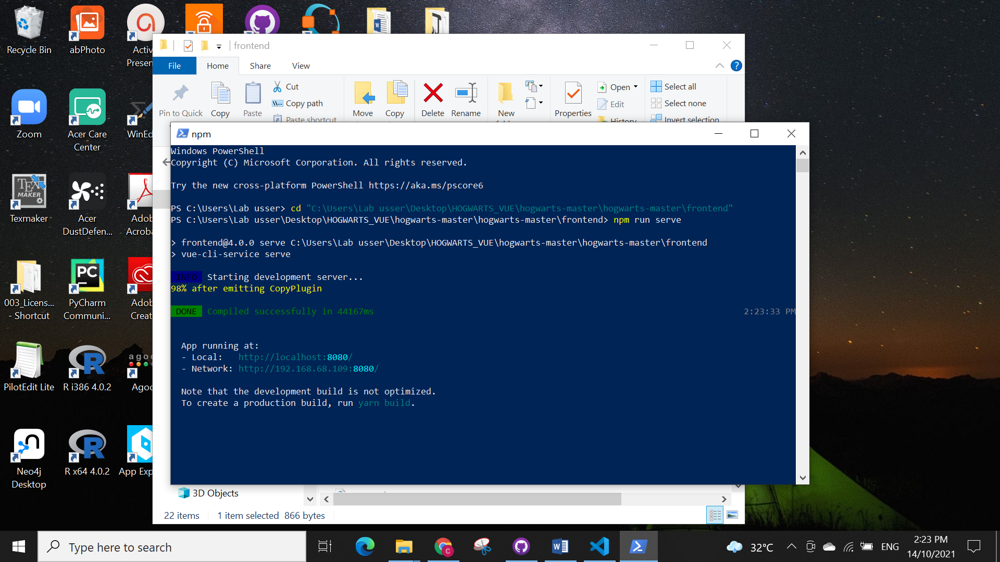 Recycle Bin
abPhoto
Activ
Presen
Zoom
Acer Care
Center
WinEd
TEX
MAKER
Texmaker
Acer
DustDefen...
Adob
Acroba
003_Licens...
- Shortcut
PC
PyCharm
Communi...
Adob
Creat
PilotEdit Lite
R
R i386 4.0.2
agod
Agod
Neo4j
Desktop
R
R x64 4.0.2
App Exp
frontend
File
Home
Share
View
Pin to Quick
Copy
Paste
Cut
Copy path
Paste shortcut
Move
Copy
Delete
Rename
New
Properties
Open
Edit
History
Select all
Select none
Invert selection
npm
Windows PowerShell
Copyright (C) Microsoft Corporation. All rights reserved.
Try the new cross-platform PowerShell https://aka.ms/pscore6
PS C:\Users\Lab usser> cd "C:\Users\Lab usser\Desktop\HOGWARTS_VUE\hogwarts-master\hogwarts-master\frontend"
PS C:\Users\Lab usser\Desktop\HOGWARTS_VUE\hogwarts-master\hogwarts-master\frontend> npm run serve
> frontend@4.0.0 serve C:\Users\Lab usser\Desktop\HOGWARTS_VUE\hogwarts-master\hogwarts-master\frontend
> vue-cli-service serve
INFO Starting development server...
98% after emitting CopyPlugin
DONE Compiled successfully in 44167ms 2:23:33 PM
App running at:
- Local: http://localhost:8080/
- Network: http://192.168.68.109:8080/
Note that the development build is not optimized.
To create a production build, run yarn build.
3D Objects
22 items
1 item selected 866 bytes
Type here to search
32°C
ENG
2:23 PM
14/10/2021